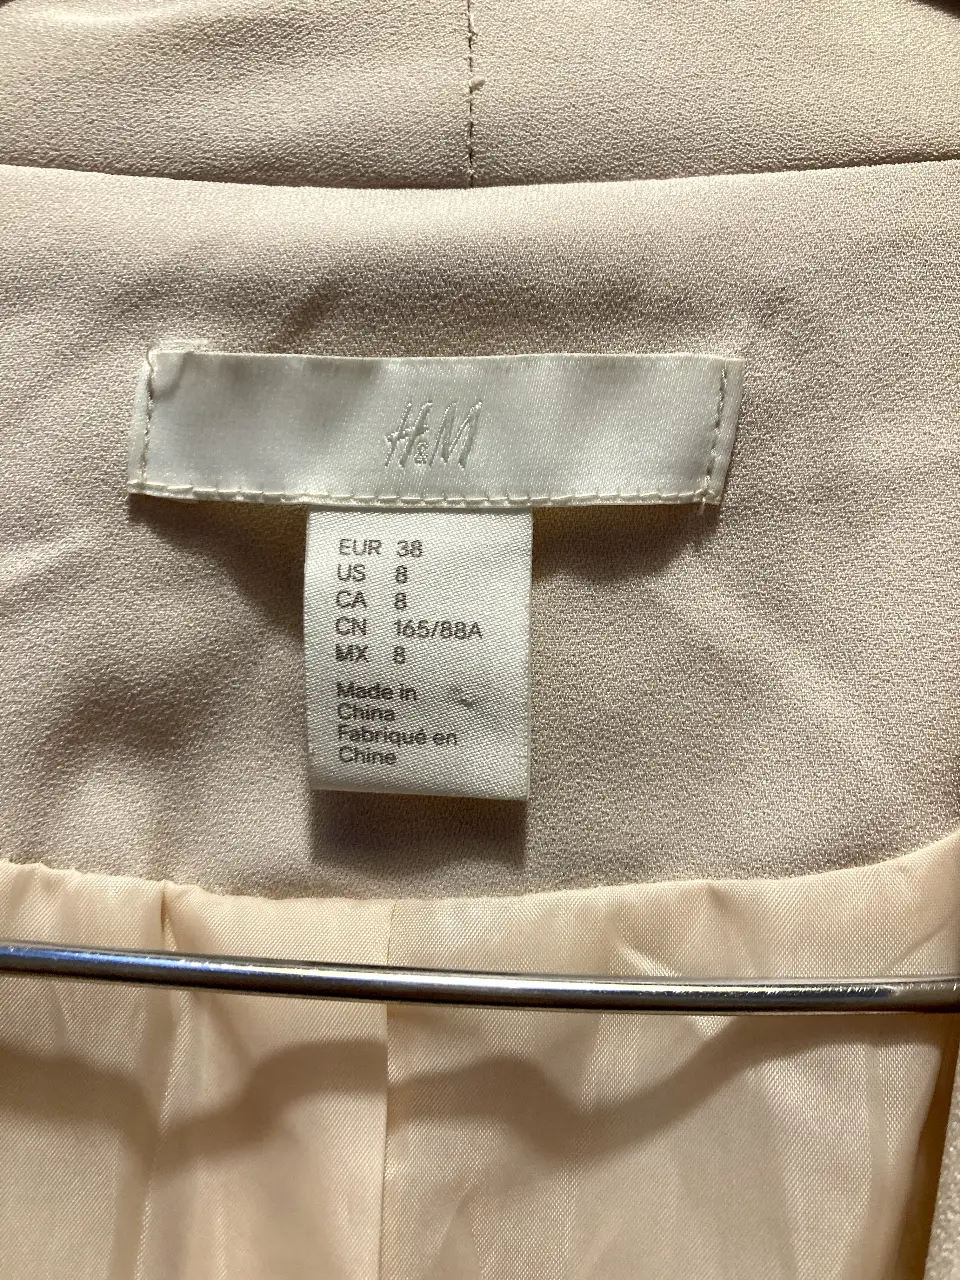 H&M
EUR 38
US 8
CA 8
CN 165/88A
MX 8
Made in
China
Fabriqué en
Chine